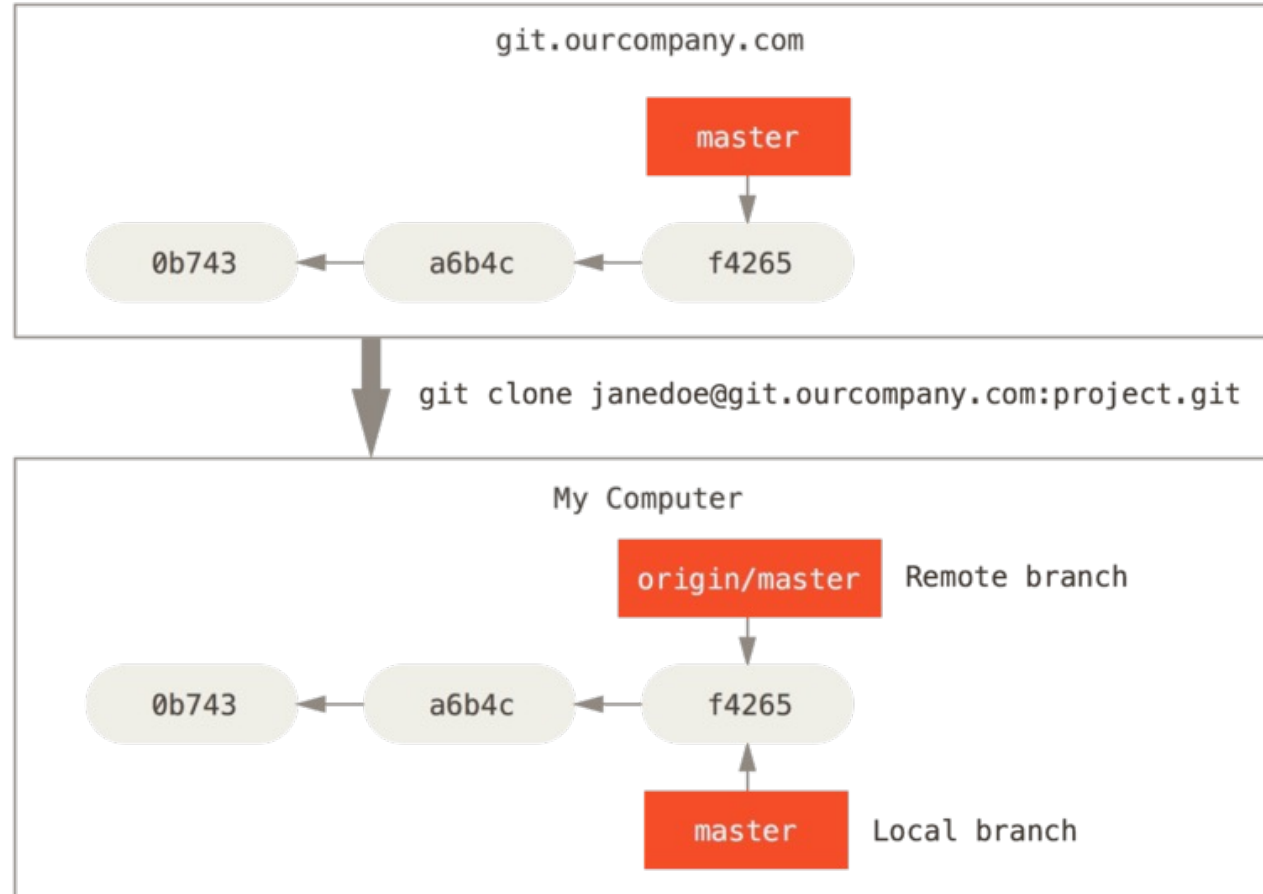 git.ourcompany.com
master
0b743 a6b4c f4265
git clone janedoe@git.ourcompany.com:project.git
My Computer
origin/master Remote branch
0b743 a6b4c f4265
master Local branch